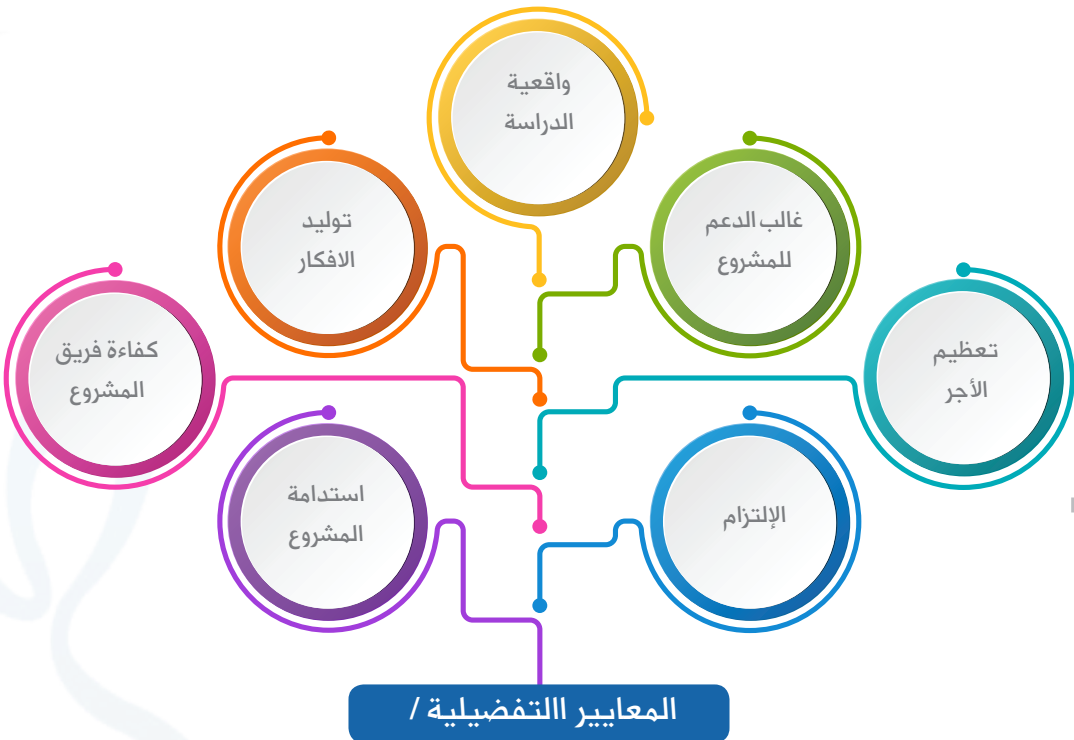 واقعية
الدراسة
غالب الدعم
للمشروع
توليد
الافكار
تعظيم
الأجر
كفاءة فريق
المشروع
الإلتزام
استدامة
المشروع
المعايير االتفضيلية /